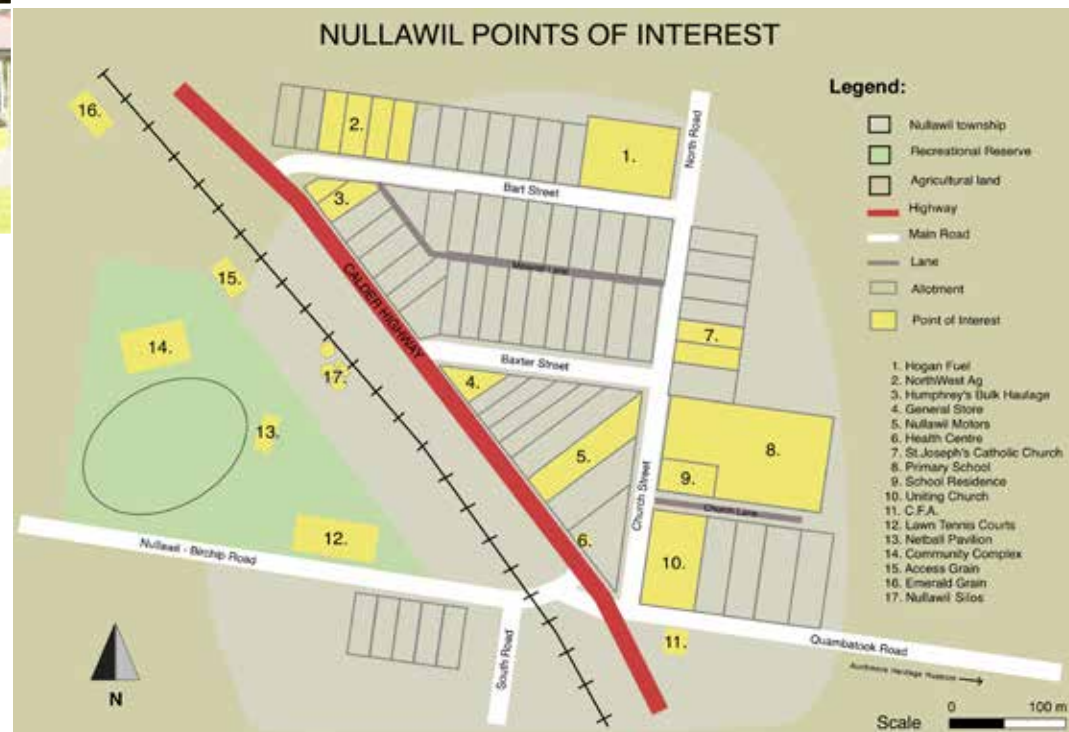 NULLAWIL POINTS OF INTEREST
Legend:
Nullawil township
Recreational Reserve
Agricultural land
Highway
Main Road
Lane
Allotment
Point of Interest
1. Hogan Fuel
2. NorthWest Ag
3. Humphrey's Bulk Haulage
4. General Store
5. Nullawil Motors
6. Health Centre
7. St.Joseph's Catholic Church
8. Primary School
9. School Residence
10. Uniting Church
11. C.F.A.
12. Lawn Tennis Courts
13. Netball Pavilion
14. Community Complex
15. Access Grain
16. Emerald Grain
17. Nullawil Silos
16.
2.
1.
North Road
Bart Street
3.
Lane
15.
CALDER HIGHWAY
7.
14.
17.
Baxter Street
4.
13.
5.
8.
9.
Church Street
Church Lane
12.
6.
10.
Nullawil - Birchip Road
11.
Quambatook Road
South Road
Heritage
N
Scale
0
100 m